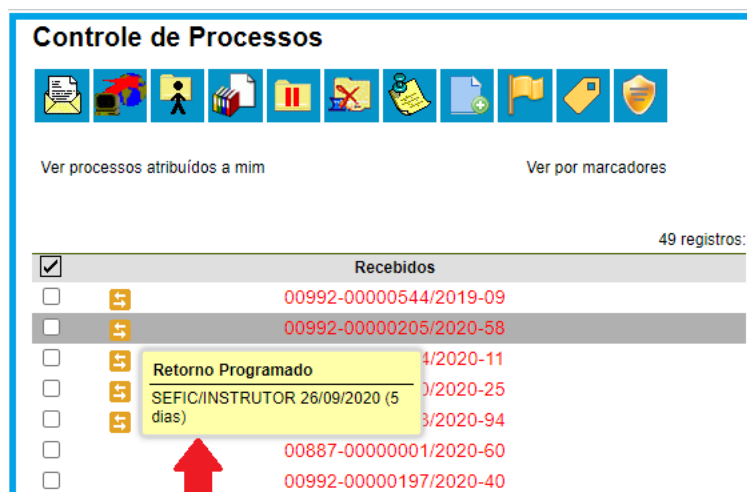 Controle de Processos
Ver processos atribuídos a mim
Ver por marcadores
49 registros:
Recebidos
00992-00000544/2019-09
00992-00000205/2020-58
4/2020-11
Retorno Programado
0/2020-25
SEFIC/INSTRUTOR 26/09/2020 (5
dias)
3/2020-94
00887-00000001/2020-60
00992-00000197/2020-40